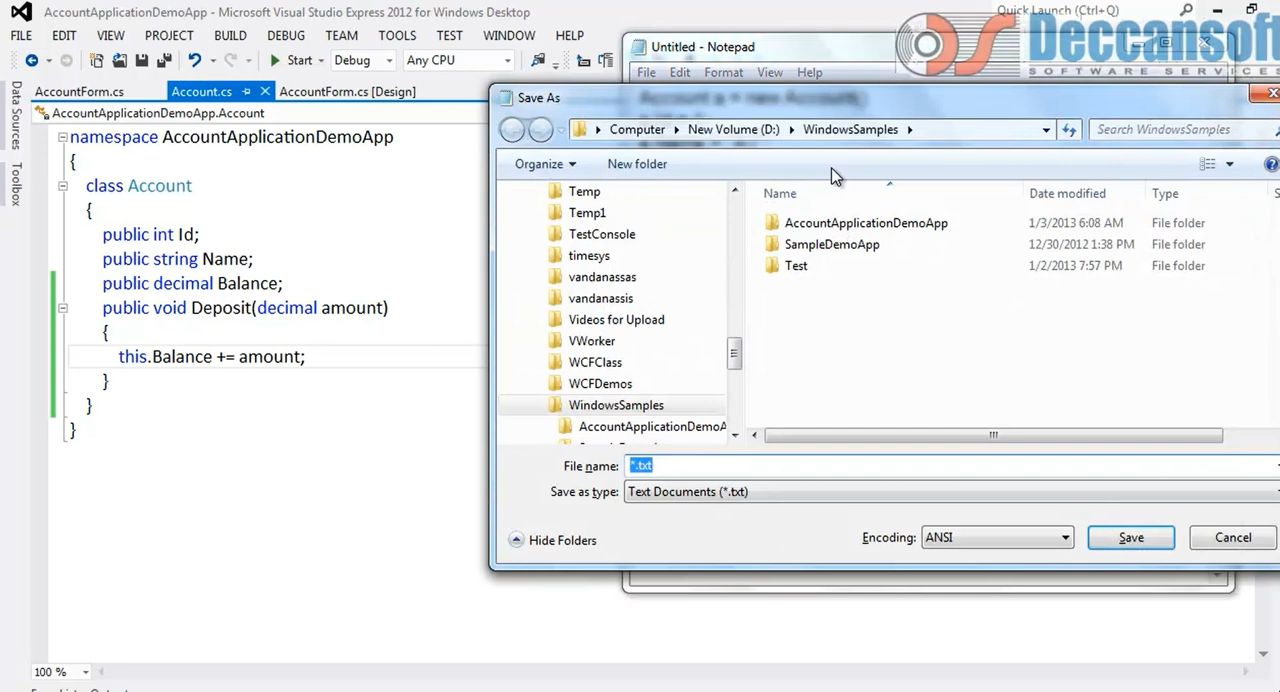 AccountApplicationDemoApp - Microsoft Visual Studio Express 2012 for Windows Desktop
Quick Launch (Ctrl+Q)
FILE EDIT VIEW PROJECT BUILD DEBUG TEAM TOOLS TEST WINDOW HELP
Start Debug Any CPU
Data Sources
Toolbox
AccountForm.cs Account.cs AccountForm.cs [Design]
AccountApplicationDemoApp.Account
namespace AccountApplicationDemoApp
{
class Account
{
public int Id;
public string Name;
public decimal Balance;
public void Deposit(decimal amount)
{
this.Balance += amount;
}
}
}
100 %
Untitled - Notepad
File Edit Format View Help
Account a = new Account()
Deccansoft
SOFTWARE SERVICES
Save As
Computer New Volume (D:) WindowsSamples
Search WindowsSamples
Organize New folder
Temp
Temp1
TestConsole
timesys
vandanassas
vandanassis
Videos for Upload
VWorker
WCFClass
WCFDemos
WindowsSamples
AccountApplicationDemoA
Name Date modified Type S
AccountApplicationDemoApp 1/3/2013 6:08 AM File folder
SampleDemoApp 12/30/2012 1:38 PM File folder
Test 1/2/2013 7:57 PM File folder
File name: *.txt
Save as type: Text Documents (*.txt)
Hide Folders
Encoding: ANSI Save Cancel